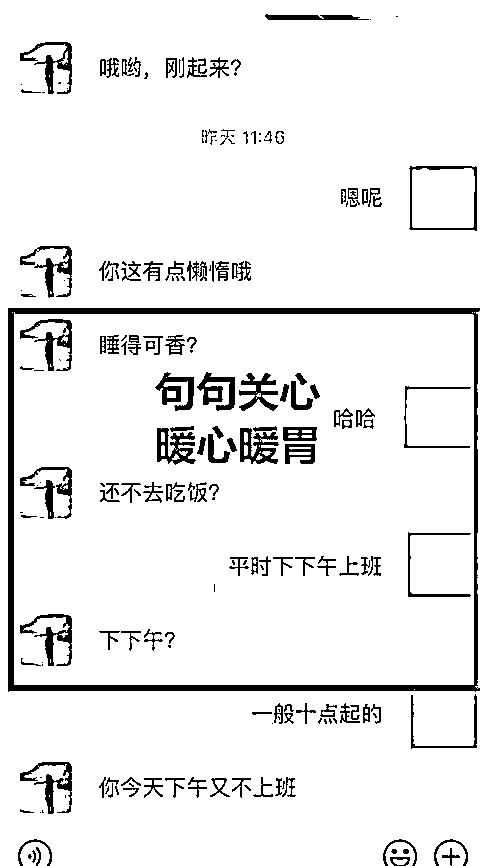 哦哟，刚起来？
昨天 11:46
嗯呢
你这有点懒惰哦
睡得可香？
句句关心
哈哈
暖心暖胃
还不去吃饭？
平时下下午上班
下下午？
一般十点起的
你今天下午又不上班